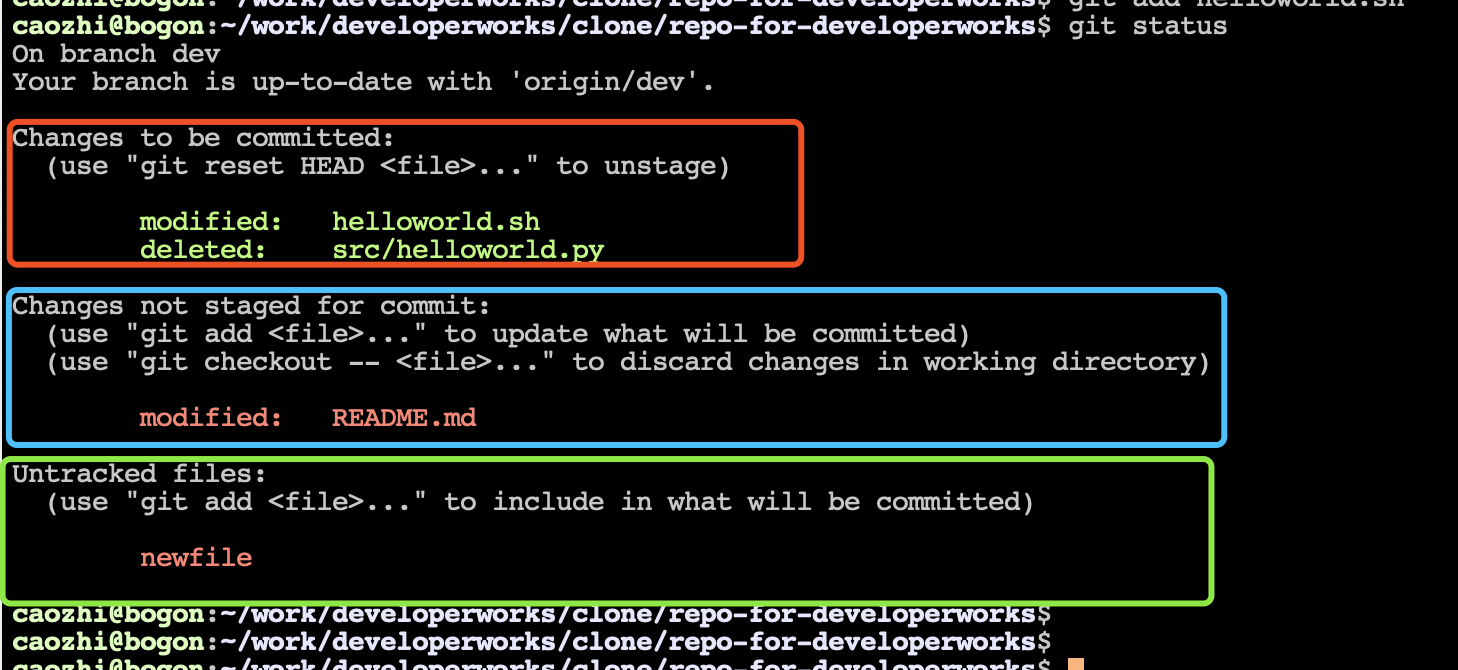 caozhi@bogon:~/work/developerworks/clone/repo-for-developerworks$ git add helloworld.sh
caozhi@bogon:~/work/developerworks/clone/repo-for-developerworks$ git status
On branch dev
Your branch is up-to-date with 'origin/dev'.
Changes to be committed:
  (use "git reset HEAD <file>..." to unstage)
        modified:   helloworld.sh
        deleted:    src/helloworld.py
Changes not staged for commit:
  (use "git add <file>..." to update what will be committed)
  (use "git checkout -- <file>..." to discard changes in working directory)
        modified:   README.md
Untracked files:
  (use "git add <file>..." to include in what will be committed)
        newfile
caozhi@bogon:~/work/developerworks/clone/repo-for-developerworks$
caozhi@bogon:~/work/developerworks/clone/repo-for-developerworks$
caozhi@bogon:~/work/developerworks/clone/repo-for-developerworks$